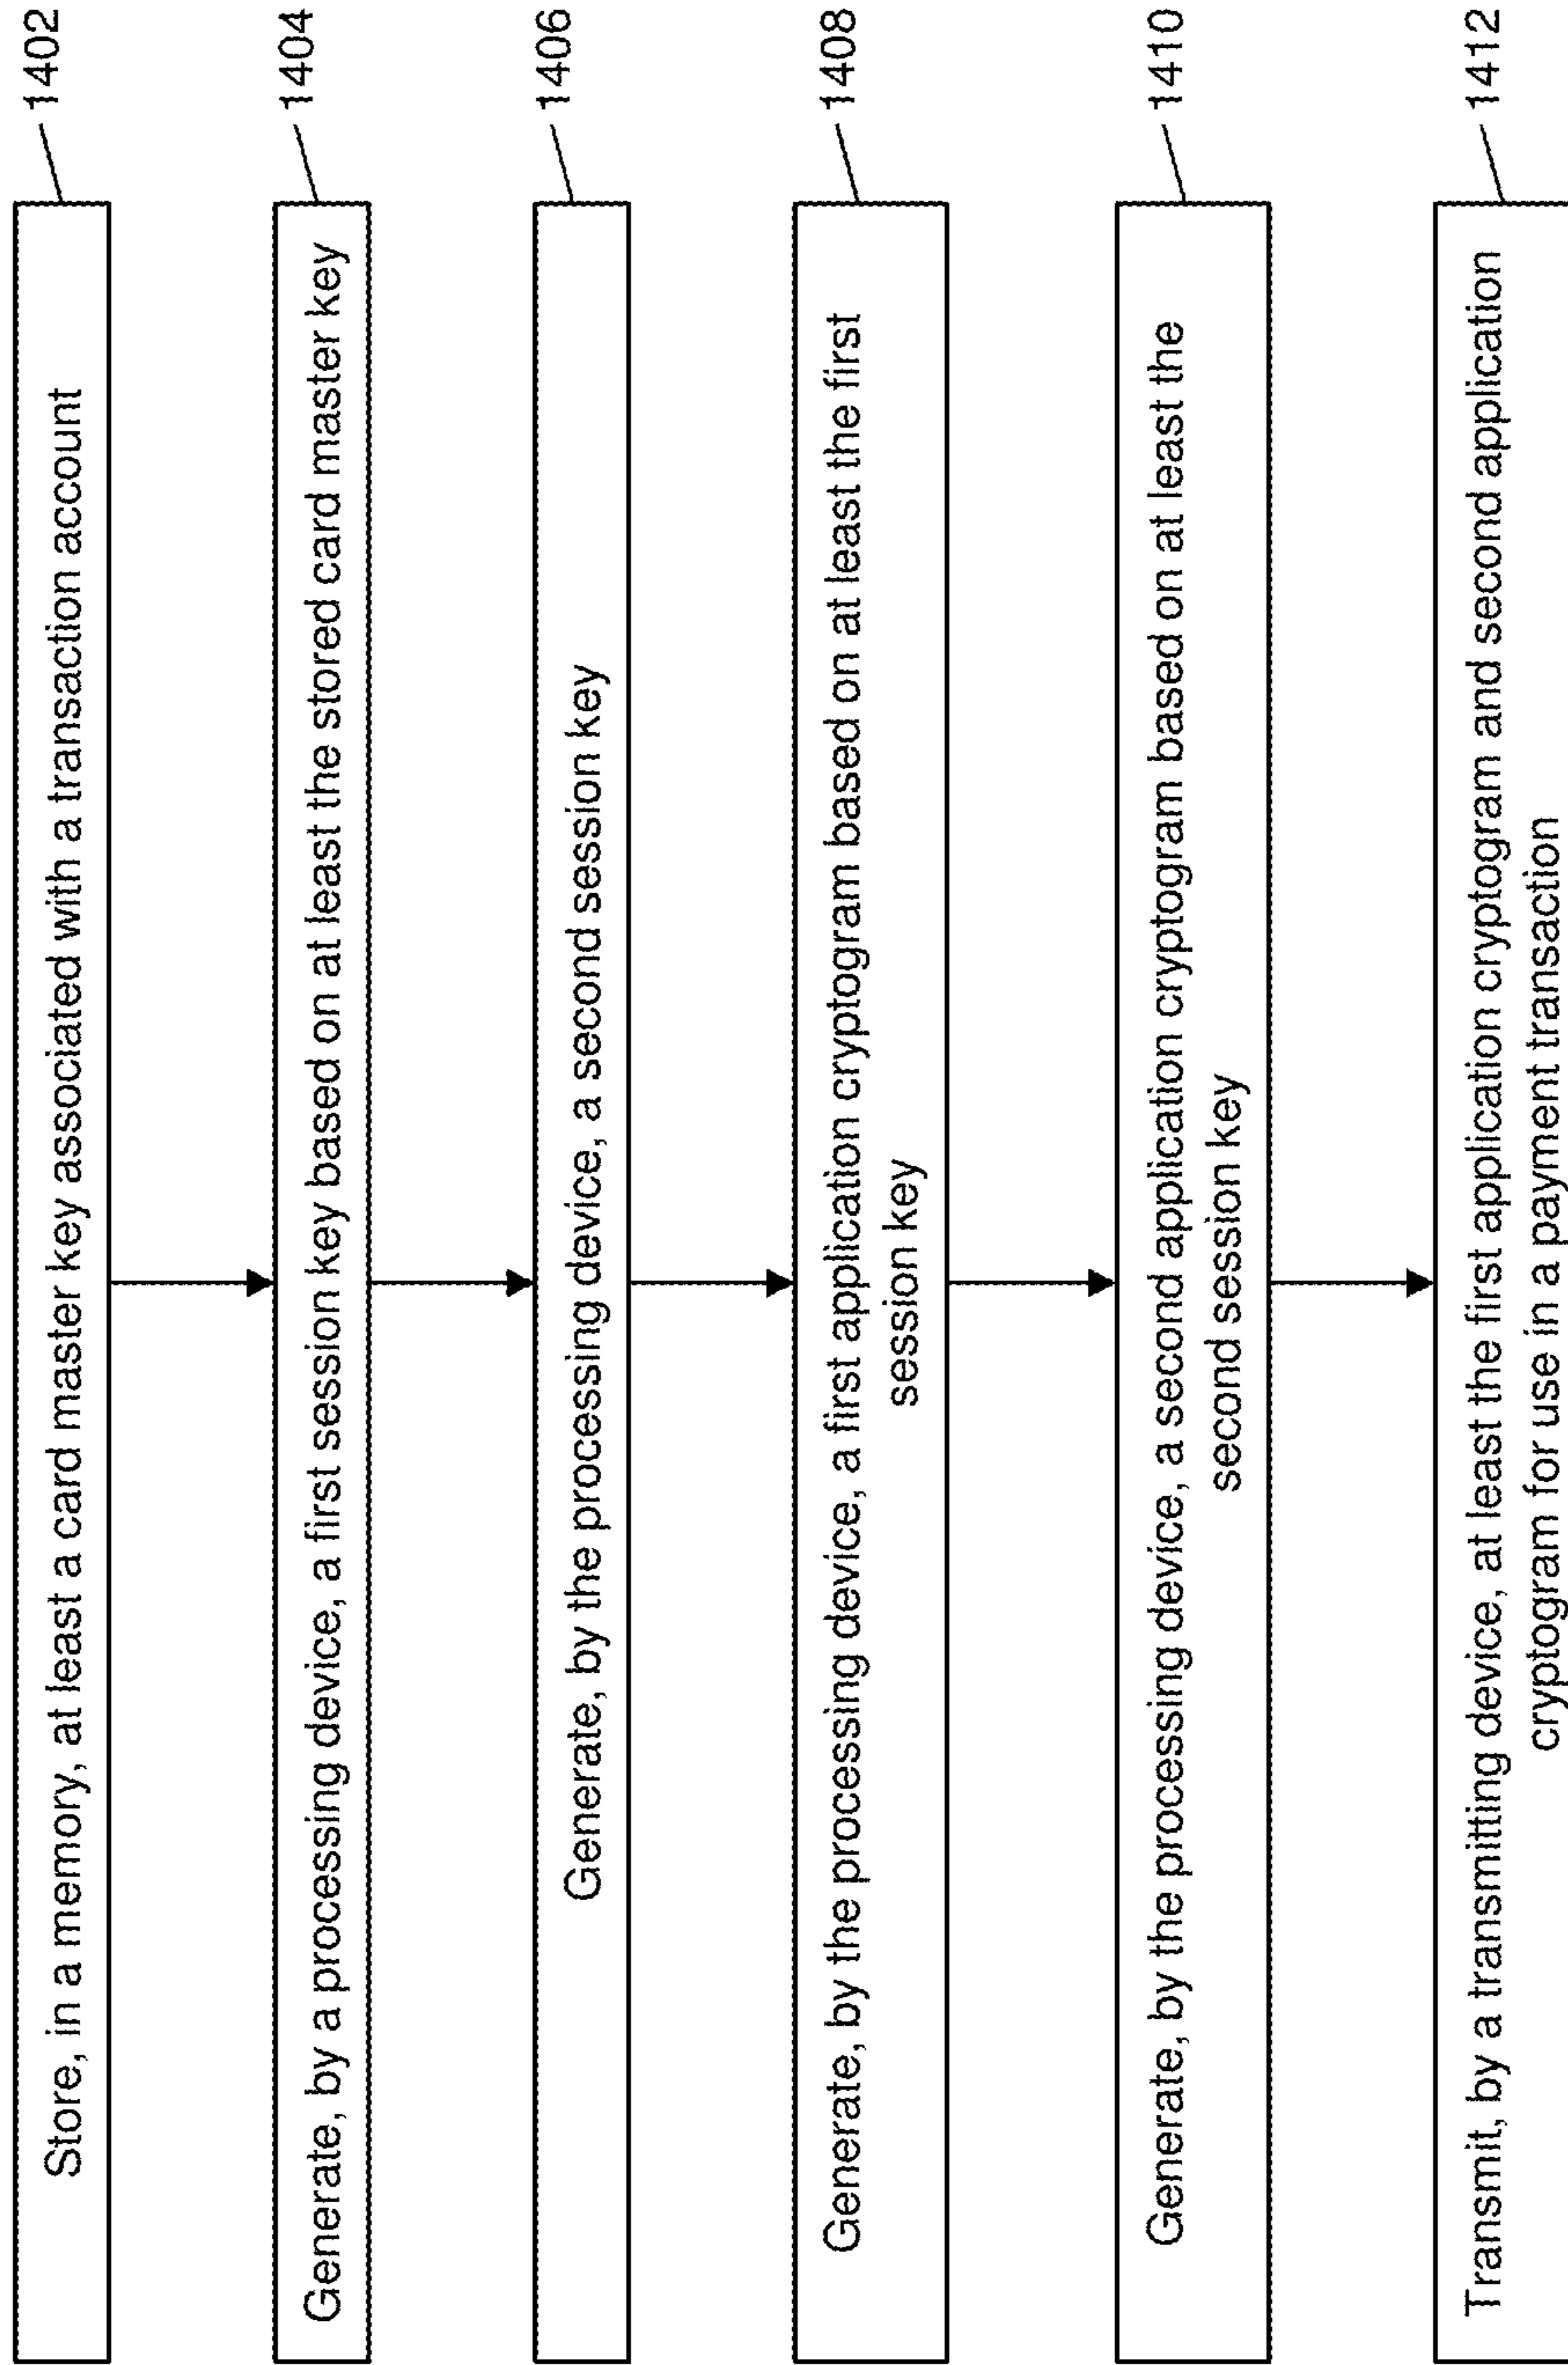 Store, in a memory, at least a card master key associated with a transaction account
1402
Generate, by a processing device, a first session key based on at least the stored card master key
1404
Generate, by the processing device, a second session key
1406
Generate, by the processing device, a first application cryptogram based on at least the first
session key
1408
Generate, by the processing device, a second application cryptogram based on at least the
second session key
1410
Transmit, by a transmitting device, at least the first application cryptogram and second application
cryptogram for use in a payment transaction
1412